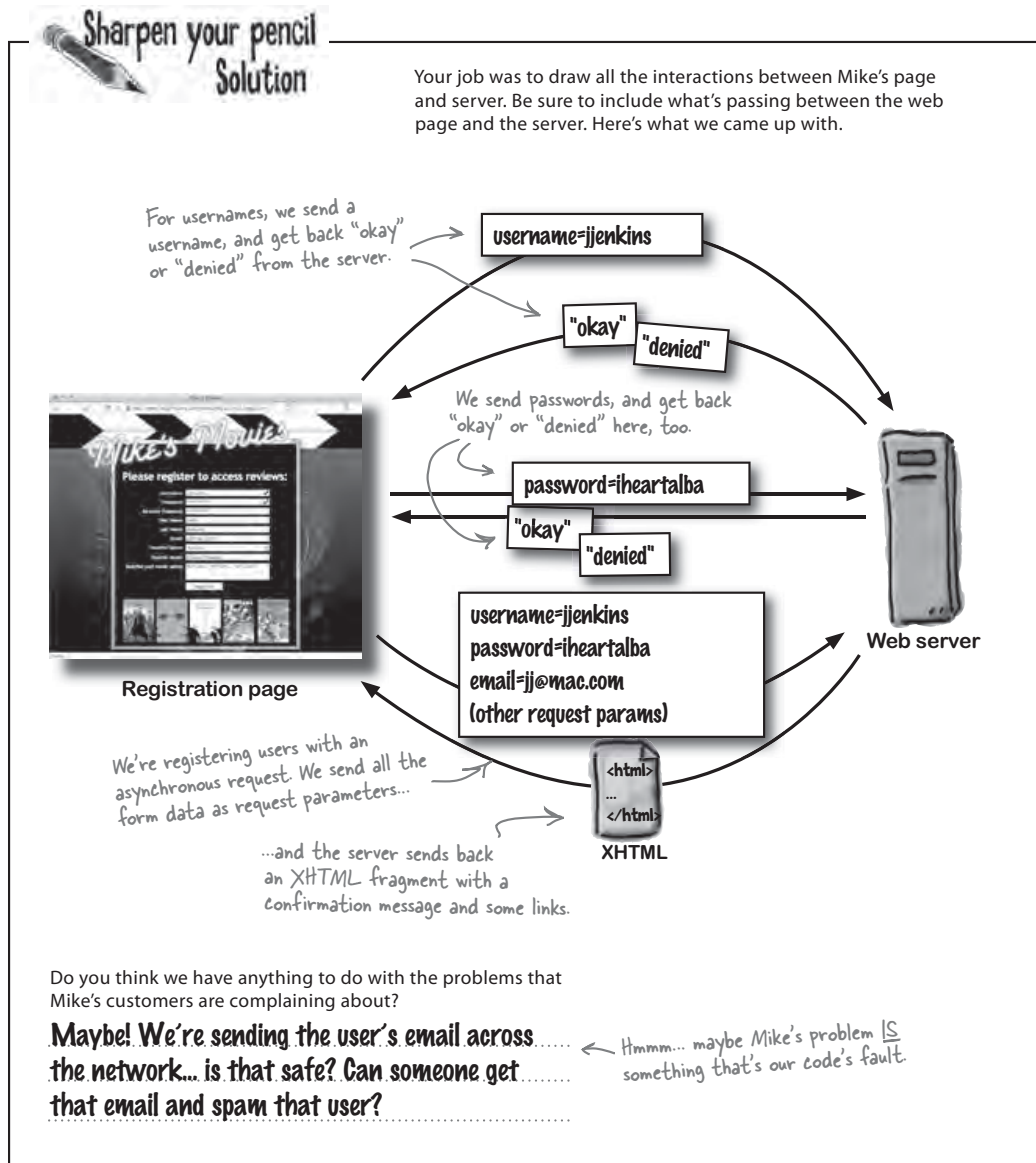 Sharpen your pencil
Solution
Your job was to draw all the interactions between Mike's page
and server. Be sure to include what's passing between the web
page and the server. Here's what we came up with.
For usernames, we send a
username, and get back "okay"
or "denied" from the server.
username=jjenkins
"okay"
"denied"
We send passwords, and get back
"okay" or "denied" here, too.
Mike's Movies
Please register to access reviews:
password=iheartalba
"okay"
"denied"
username=jjenkins
password=iheartalba
email=jj@mac.com
(other request params)
Web server
Registration page
We're registering users with an
asynchronous request. We send all the
form data as request parameters...
<html>
...
</html>
XHTML
...and the server sends back
an XHTML fragment with a
confirmation message and some links.
Do you think we have anything to do with the problems that
Mike's customers are complaining about?
Maybe! We're sending the user's email across
the network... is that safe? Can someone get
that email and spam that user?
Hmmm... maybe Mike's problem IS
something that's our code's fault.